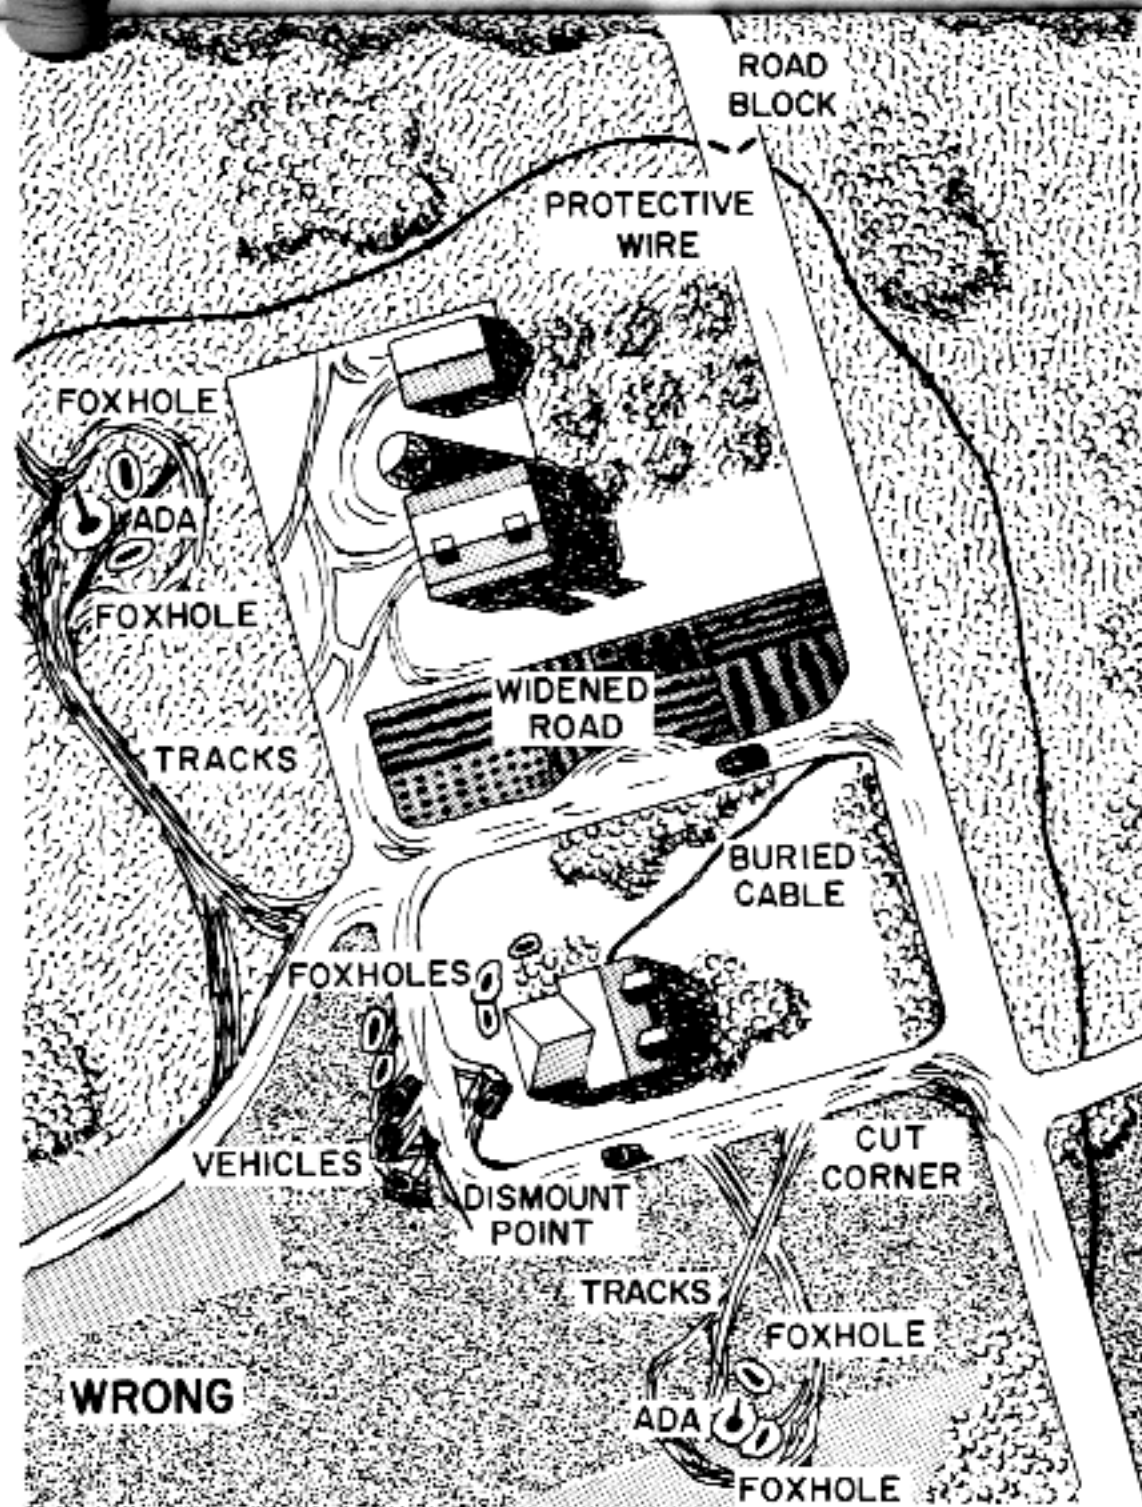 ROAD
BLOCK
PROTECTIVE
WIRE
FOXHOLE
ADA
FOXHOLE
WIDENED
ROAD
TRACKS
BURIED
CABLE
FOXHOLES
VEHICLES
CUT
CORNER
DISMOUNT
POINT
TRACKS
FOXHOLE
WRONG
ADA
FOXHOLE